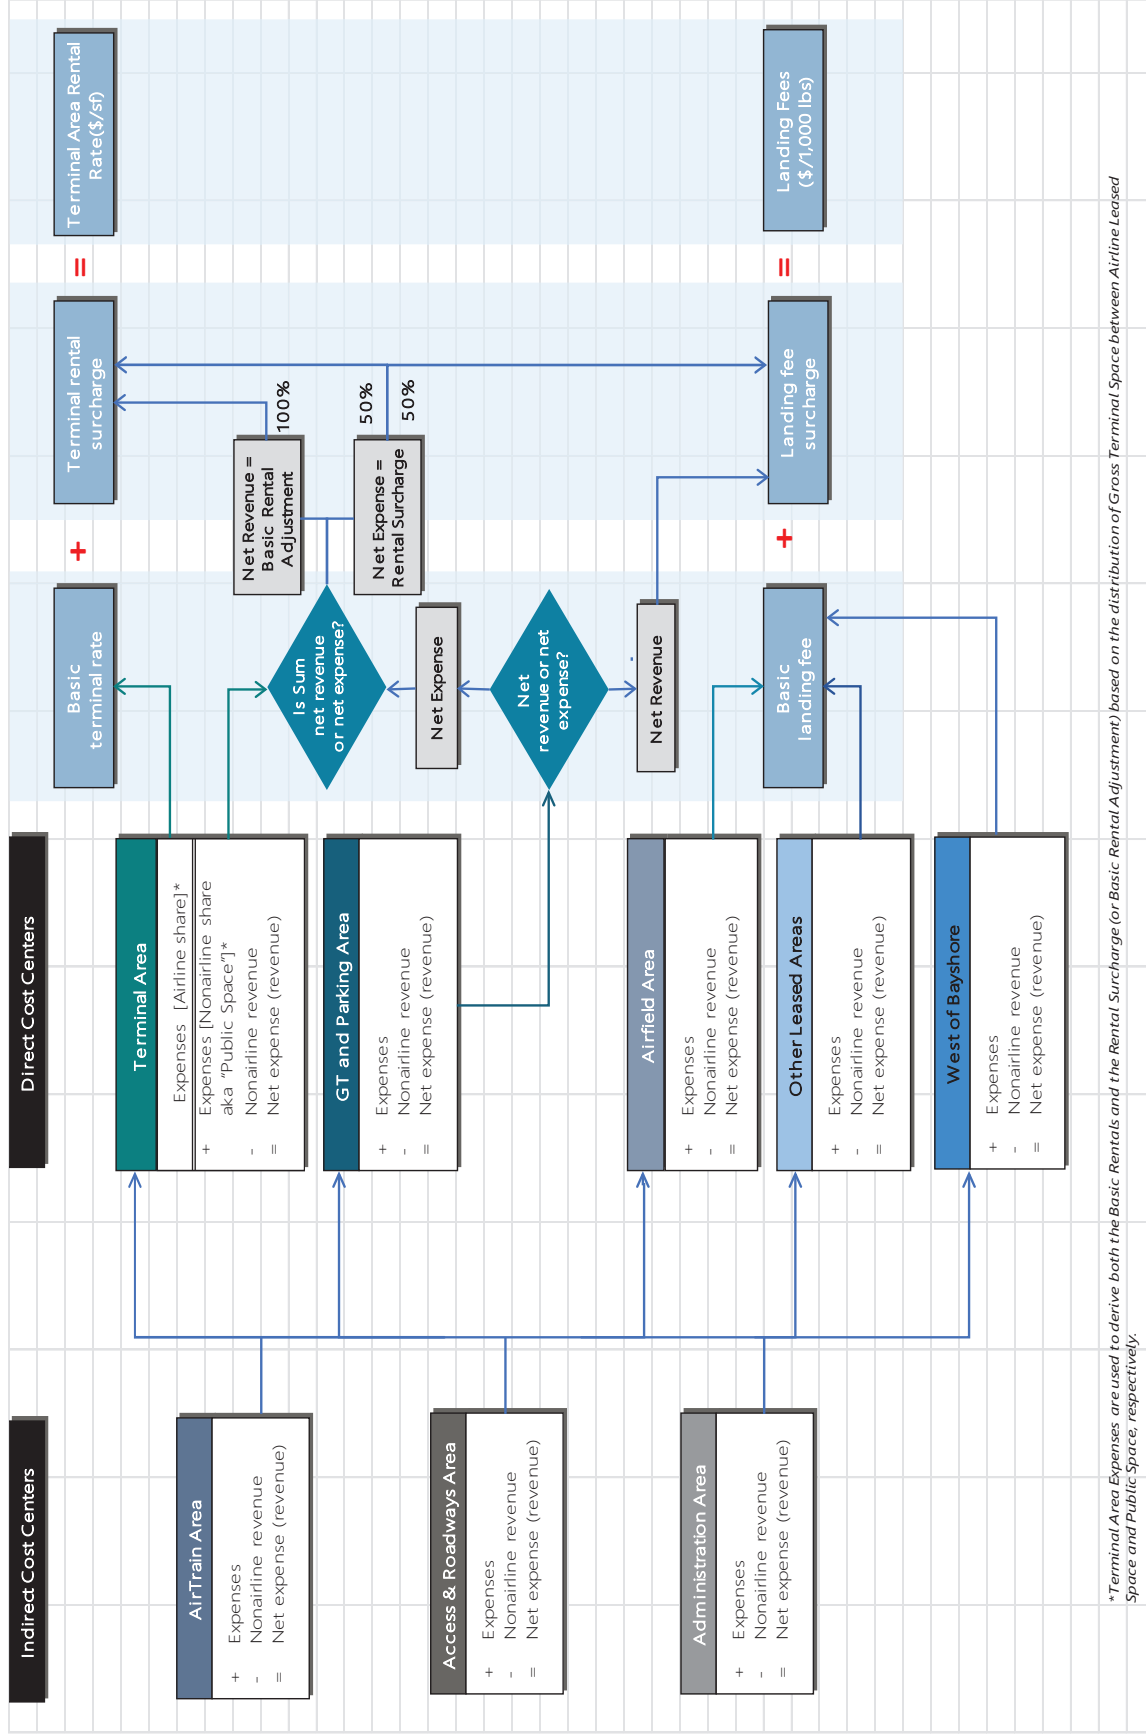 Indirect Cost Centers
AirTrain Area
+ Expenses
- Nonairline revenue
= Net expense (revenue)
Access & Roadways Area
+ Expenses
- Nonairline revenue
= Net expense (revenue)
Administration Area
+ Expenses
- Nonairline revenue
= Net expense (revenue)
Direct Cost Centers
Terminal Area
Expenses [Airline share]*
+ Expenses [Nonairline share
aka "Public Space"]*
- Nonairline revenue
= Net expense (revenue)
GT and Parking Area
+ Expenses
- Nonairline revenue
= Net expense (revenue)
Airfield Area
+ Expenses
- Nonairline revenue
= Net expense (revenue)
Other Leased Areas
+ Expenses
- Nonairline revenue
= Net expense (revenue)
West of Bayshore
+ Expenses
- Nonairline revenue
= Net expense (revenue)
Basic
terminal rate
+
Terminal rental
surcharge
=
Terminal Area Rental
Rate($/sf)
Is Sum
net revenue
or net expense?
Net Revenue =
Basic Rental
Adjustment
100%
Net Expense =
Rental Surcharge
50%
50%
Net Expense
Net
revenue or net
expense?
Net Revenue
Basic
landing fee
+
Landing fee
surcharge
=
Landing Fees
($/1,000 lbs)
*Terminal Area Expenses are used to derive both the Basic Rentals and the Rental Surcharge (or Basic Rental Adjustment) based on the distribution of Gross Terminal Space between Airline Leased
Space and Public Space, respectively.